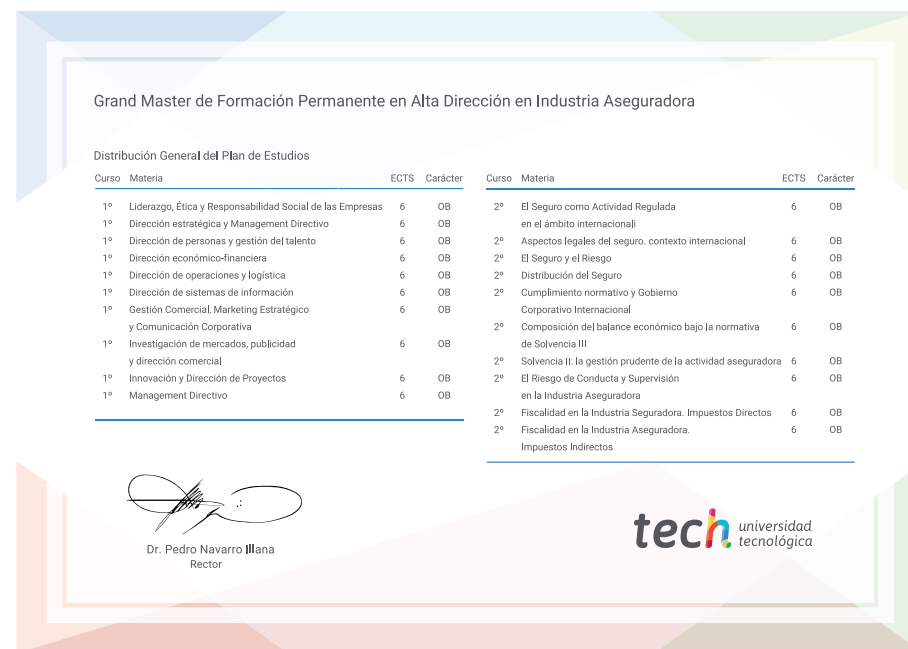 Grand Master de Formación Permanente en Alta Dirección en Industria Aseguradora
Distribución General del Plan de Estudios
Curso Materia ECTS Carácter
1º Liderazgo, Ética y Responsabilidad Social de las Empresas 6 OB
1º Dirección estratégica y Management Directivo 6 OB
1º Dirección de personas y gestión del talento 6 OB
1º Dirección económico-financiera 6 OB
1º Dirección de operaciones y logística 6 OB
1º Dirección de sistemas de información 6 OB
1º Gestión Comercial, Marketing Estratégico 6 OB
y Comunicación Corporativa
1º Investigación de mercados, publicidad 6 OB
y dirección comercial
1º Innovación y Dirección de Proyectos 6 OB
1º Management Directivo 6 OB
Curso Materia ECTS Carácter
2º El Seguro como Actividad Regulada 6 OB
en el ámbito internacionali
2º Aspectos legales del seguro. contexto internacional 6 OB
2º El Seguro y el Riesgo 6 OB
2º Distribución del Seguro 6 OB
2º Cumplimiento normativo y Gobierno 6 OB
Corporativo Internacional
2º Composición del balance económico bajo la normativa 6 OB
de Solvencia III
2º Solvencia II: la gestión prudente de la actividad aseguradora 6 OB
2º El Riesgo de Conducta y Supervisión 6 OB
en la Industria Aseguradora
2º Fiscalidad en la Industria Seguradora. Impuestos Directos 6 OB
2º Fiscalidad en la Industria Aseguradora. 6 OB
Impuestos Indirectos
Dr. Pedro Navarro Illana
Rector
tech universidad
tecnológica